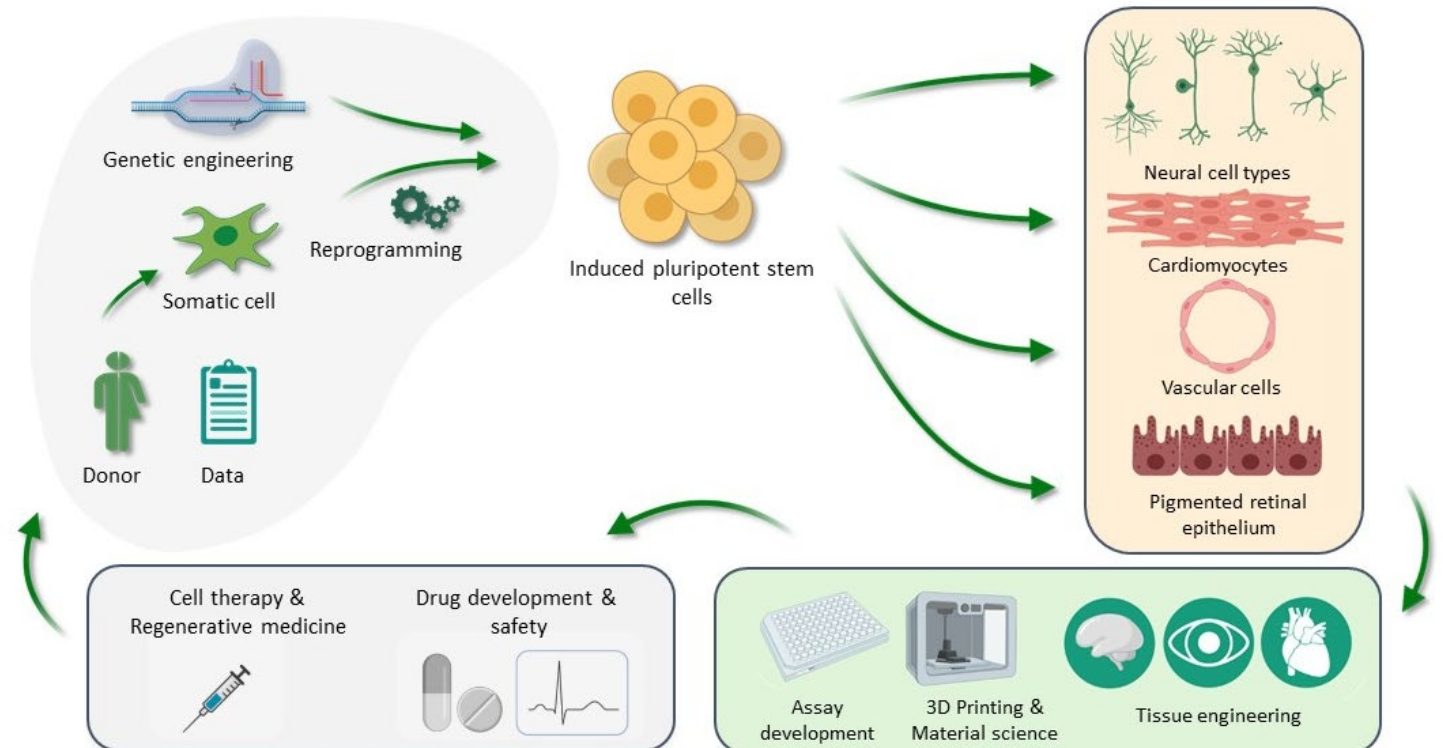 Genetic engineering
Reprogramming
Somatic cell
Donor
Data
Induced pluripotent stem
cells
Neural cell types
Cardiomyocytes
Vascular cells
Pigmented retinal
epithelium
Cell therapy &
Regenerative medicine
Drug development &
safety
Assay
development
3D Printing &
Material science
Tissue engineering